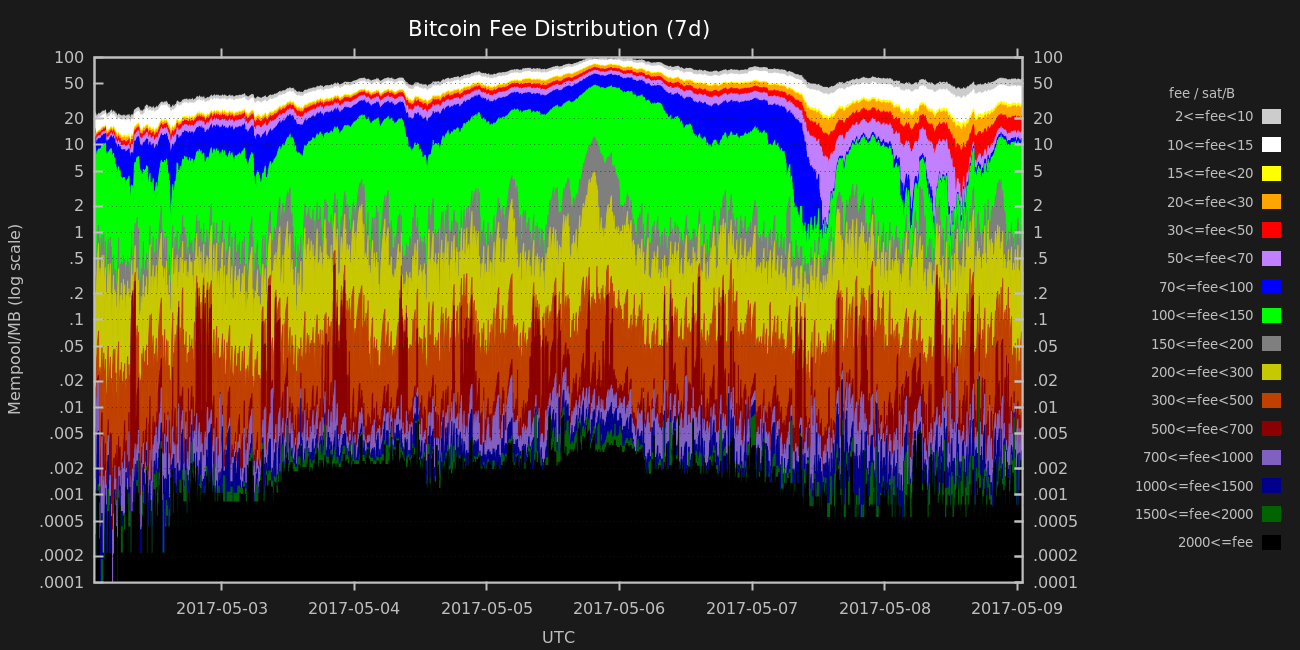 Bitcoin Fee Distribution (7d)
Mempool/MB (log scale)
100
50
20
10
5
2
1
.5
.2
.1
.05
.02
.01
.005
.002
.001
.0005
.0002
.0001
100
50
20
10
5
2
1
.5
.2
.1
.05
.02
.01
.005
.002
.001
.0005
.0002
.0001
2017-05-03 2017-05-04 2017-05-05 2017-05-06 2017-05-07 2017-05-08 2017-05-09
UTC
fee / sat/B
2<=fee<10
10<=fee<15
15<=fee<20
20<=fee<30
30<=fee<50
50<=fee<70
70<=fee<100
100<=fee<150
150<=fee<200
200<=fee<300
300<=fee<500
500<=fee<700
700<=fee<1000
1000<=fee<1500
1500<=fee<2000
2000<=fee